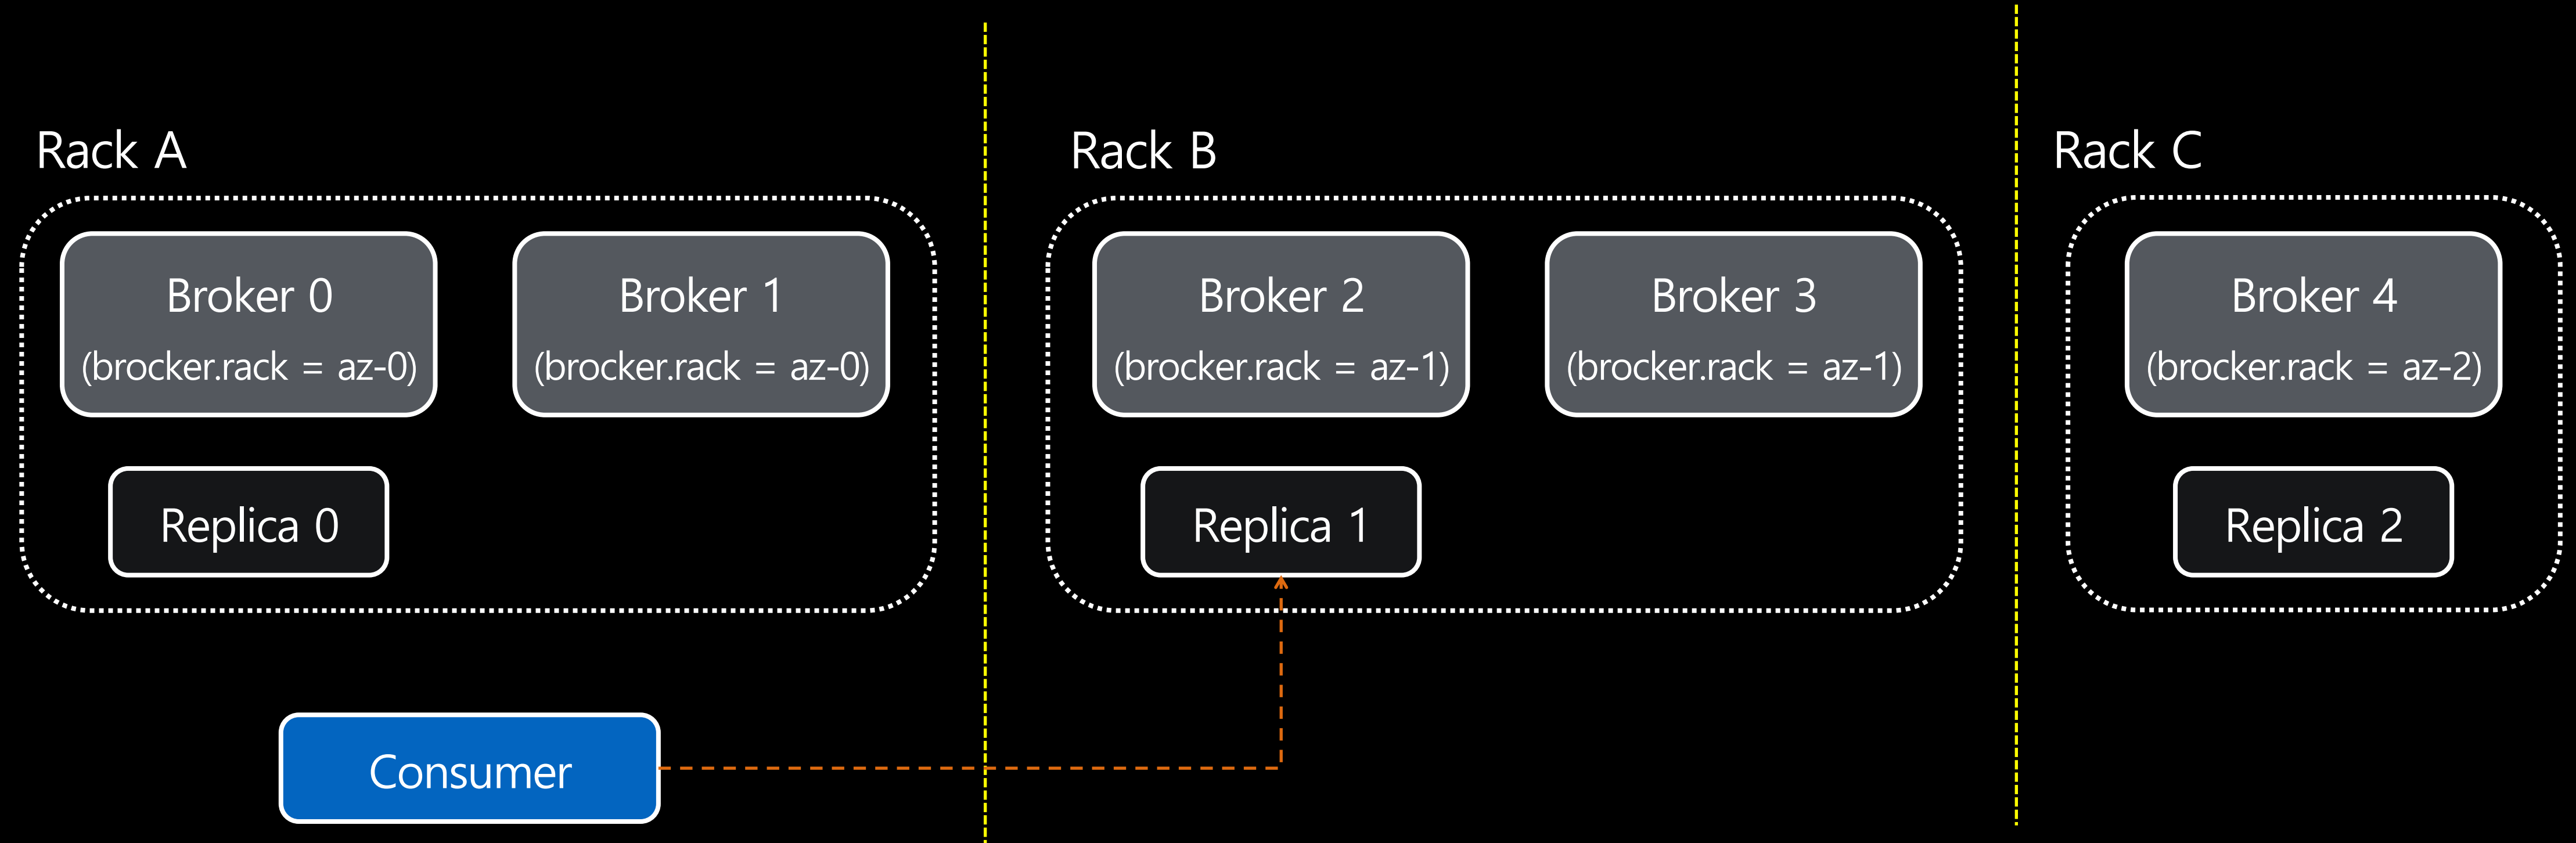 Rack A
Broker 0
(brocker.rack = az-0)
Broker 1
(brocker.rack = az-0)
Replica 0
Rack B
Broker 2
(brocker.rack = az-1)
Broker 3
(brocker.rack = az-1)
Replica 1
Rack C
Broker 4
(brocker.rack = az-2)
Replica 2
Consumer